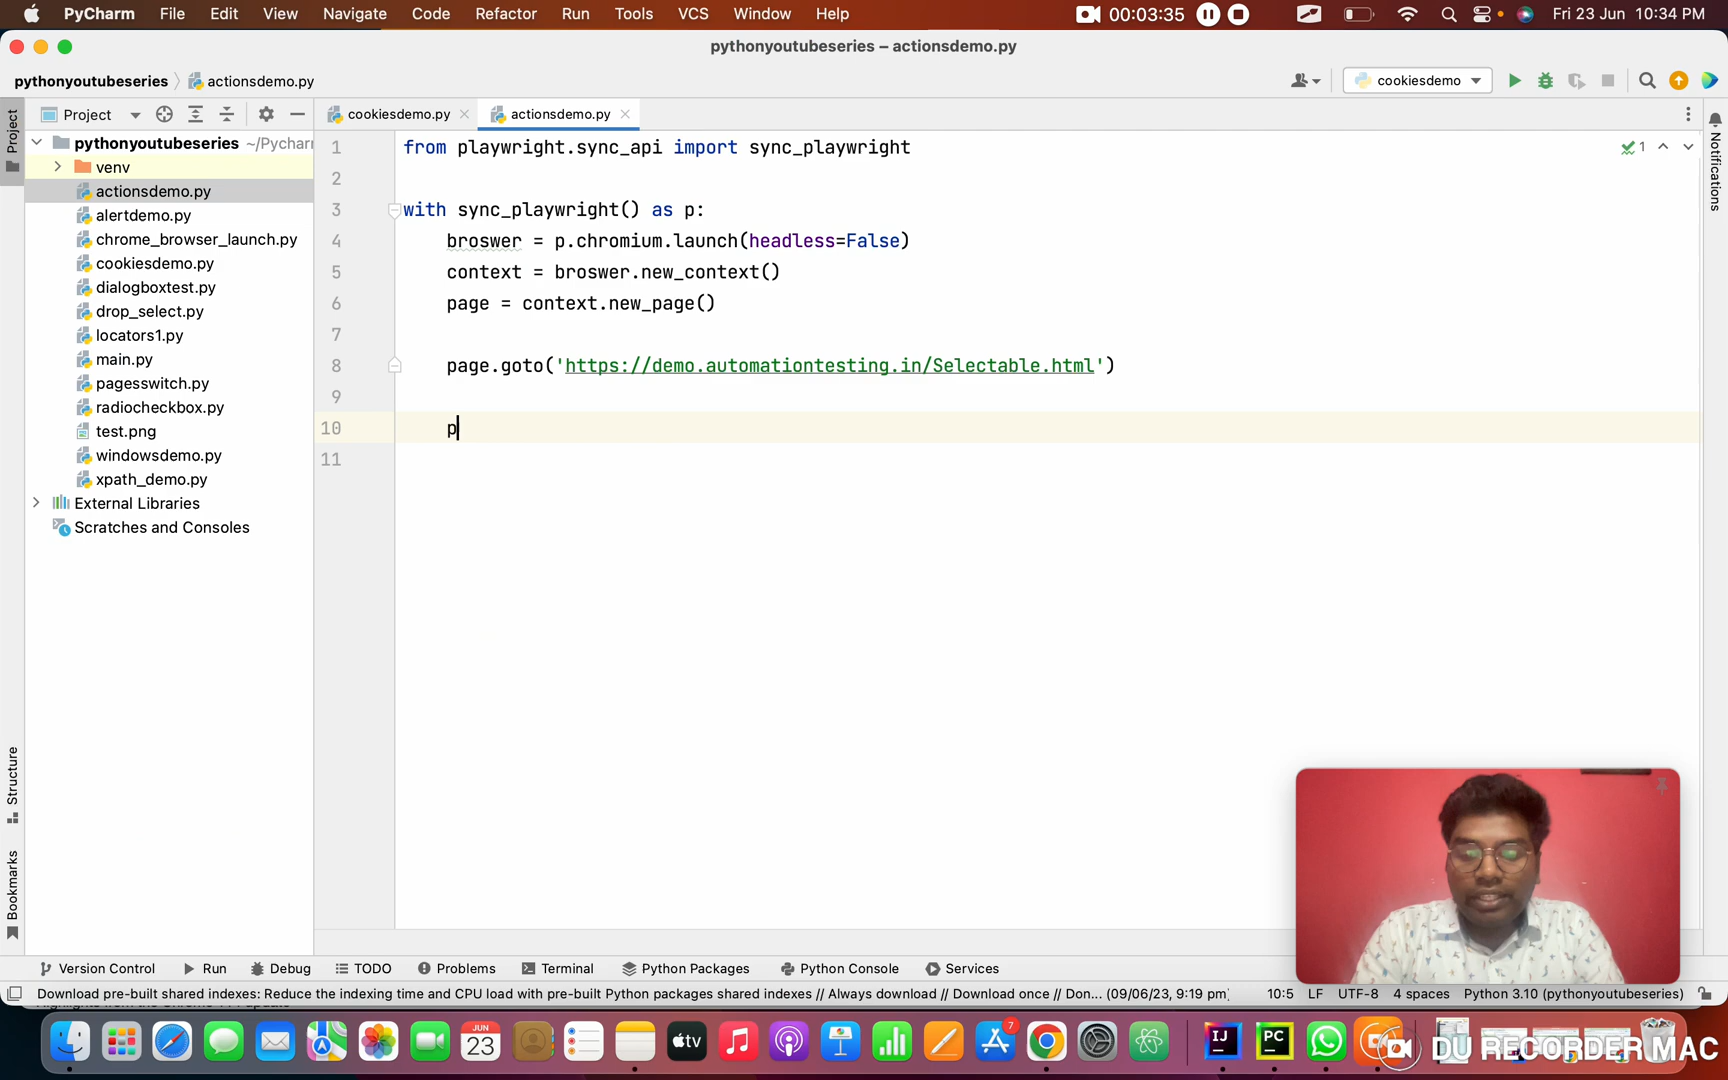 PyCharm File Edit View Navigate Code Refactor Run Tools VCS Window Help 00:03:35 Fri 23 Jun 10:34 PM
pythonyoutubeseries – actionsdemo.py
pythonyoutubeseries actionsdemo.py cookiesdemo
Project cookiesdemo.py actionsdemo.py
Project
Notifications
Structure
Bookmarks
pythonyoutubeseries ~/Pycharr
venv
actionsdemo.py
alertdemo.py
chrome_browser_launch.py
cookiesdemo.py
dialogboxtest.py
drop_select.py
locators1.py
main.py
pagesswitch.py
radiocheckbox.py
test.png
windowsdemo.py
xpath_demo.py
External Libraries
Scratches and Consoles
1 from playwright.sync_api import sync_playwright 1
2
3 with sync_playwright() as p:
4 broswer = p.chromium.launch(headless=False)
5 context = broswer.new_context()
6 page = context.new_page()
7
8 page.goto('https://demo.automationtesting.in/Selectable.html')
9
10 p
11
Version Control Run Debug TODO Problems Terminal Python Packages Python Console Services
Download pre-built shared indexes: Reduce the indexing time and CPU load with pre-built Python packages shared indexes // Always download // Download once // Don... (09/06/23, 9:19 pm) 10:5 LF UTF-8 4 spaces Python 3.10 (pythonyoutubeseries)
JUN
23
tv
7
IJ
PC
DU RECORDER MAC